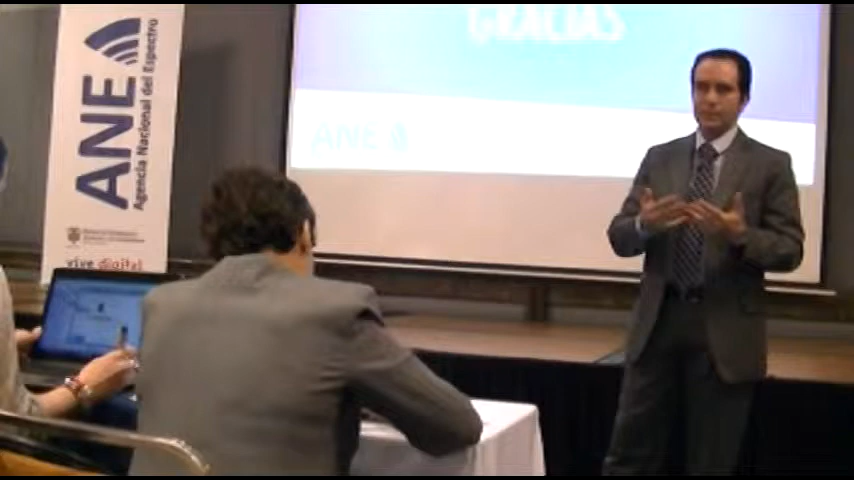 ANE
Agencia Nacional del Espectro
vive digital
GRACIAS
ANE